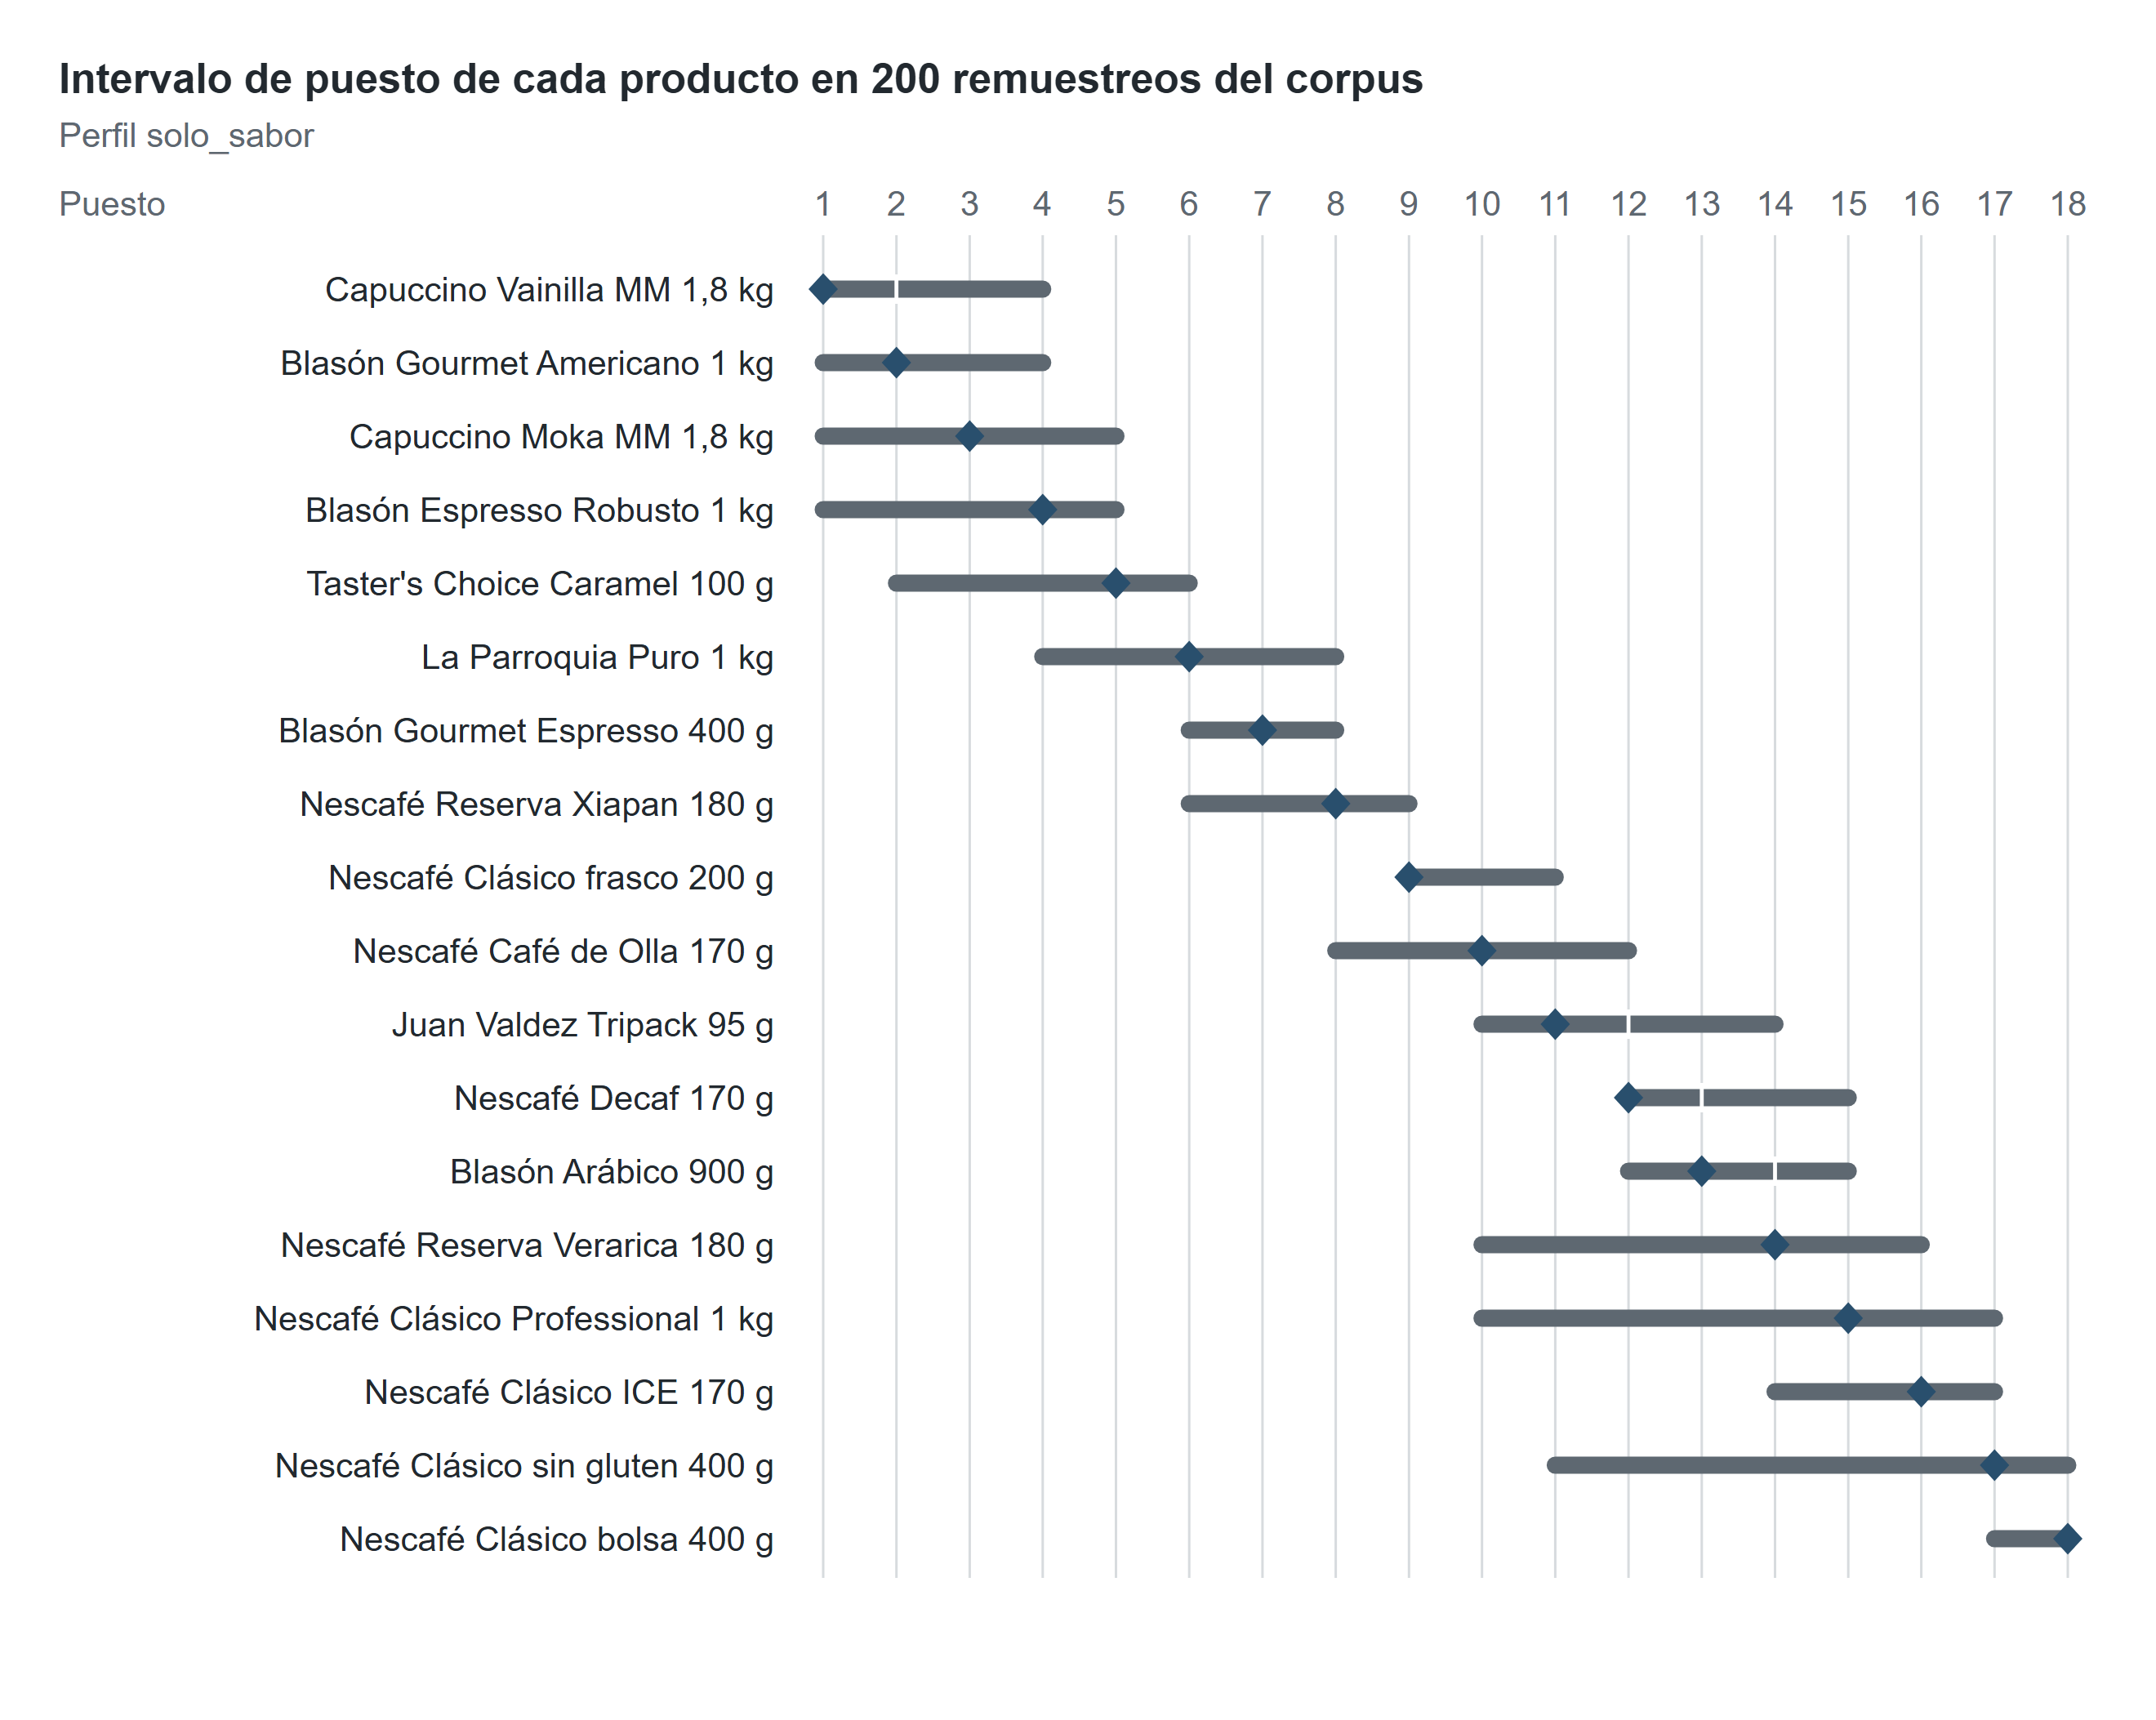 Intervalo de puesto de cada producto en 200 remuestreos del corpus
Perfil solo_sabor
Puesto 1 2 3 4 5 6 7 8 9 10 11 12 13 14 15 16 17 18
Capuccino Vainilla MM 1,8 kg
Blasón Gourmet Americano 1 kg
Capuccino Moka MM 1,8 kg
Blasón Espresso Robusto 1 kg
Taster's Choice Caramel 100 g
La Parroquia Puro 1 kg
Blasón Gourmet Espresso 400 g
Nescafé Reserva Xiapan 180 g
Nescafé Clásico frasco 200 g
Nescafé Café de Olla 170 g
Juan Valdez Tripack 95 g
Nescafé Decaf 170 g
Blasón Arábico 900 g
Nescafé Reserva Verarica 180 g
Nescafé Clásico Professional 1 kg
Nescafé Clásico ICE 170 g
Nescafé Clásico sin gluten 400 g
Nescafé Clásico bolsa 400 g